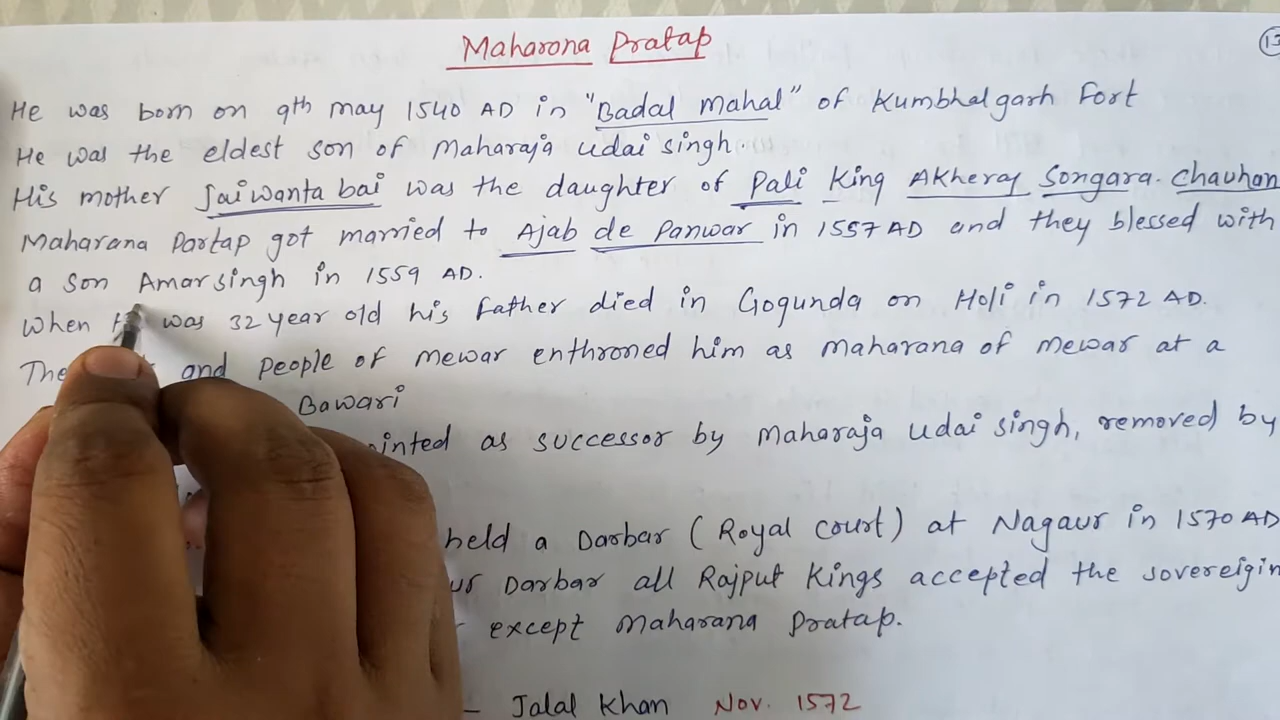 Maharona Pratap
He was born on 9th may 1540 AD in "Badal mahal" of Kumbhalgarh Fort
He was the eldest son of maharaja udai singh.
His mother Jaiwanta bai was the daughter of Pali King Akheraj Songara. Chauhan
Maharana Partap got married to Ajab de Panwar in 1557 AD and they blessed with
a son Amarsingh in 1559 AD.
When was 32 year old his father died in Gogunda on Holi in 1572 AD.
The and people of mewar enthroned him as maharana of mewar at a
Bawari
as successor by maharaja udai singh, removed by
held a Darbar (Royal court) at Nagaur in 1570 AD
Darbar all Rajput Kings accepted the sovereigin
except maharana Pratap.
- Jalal Khan Nov. 1572